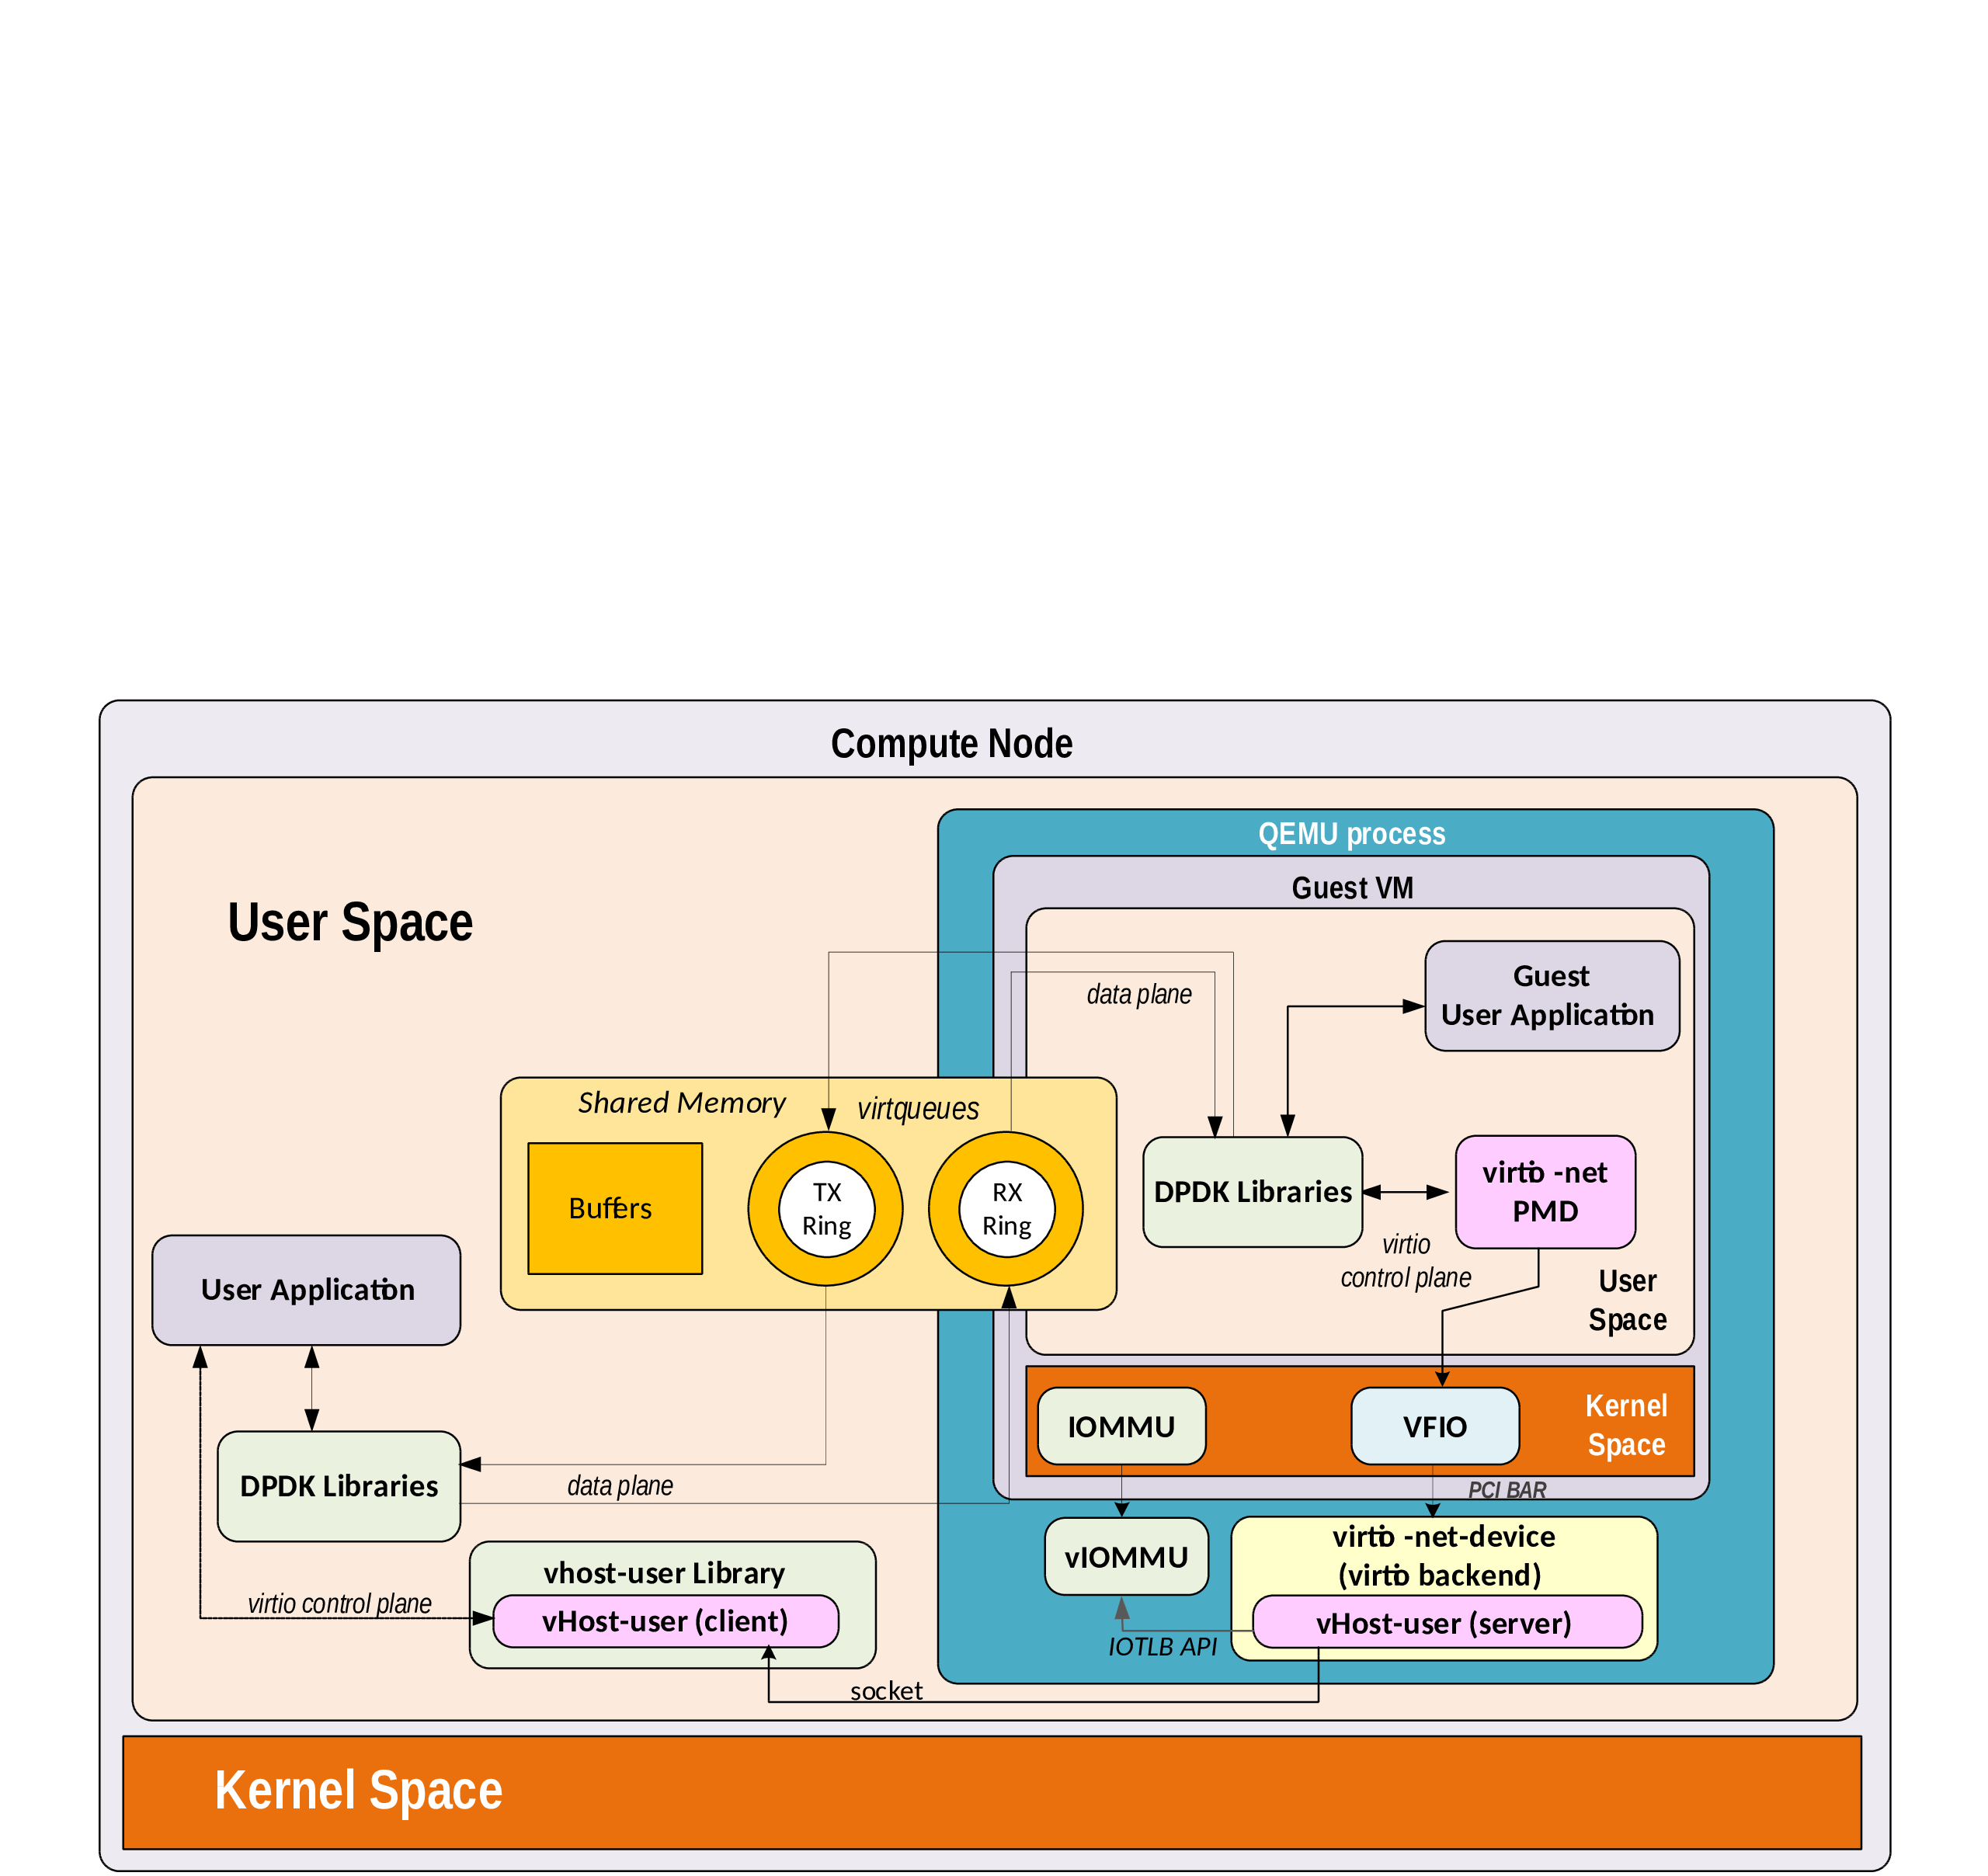 Compute Node
QEMU process
Guest VM
User Space
Guest
User Application
data plane
Shared Memory
virtqueues
Buffers
TX
Ring
RX
Ring
DPDK Libraries
virtio -net
PMD
virtio
control plane
User
Space
User Application
IOMMU
VFIO
Kernel
Space
DPDK Libraries
data plane
PCI BAR
vIOMMU
virtio -net-device
(virtio backend)
vhost-user Library
vHost-user (client)
vHost-user (server)
virtio control plane
IOTLB API
socket
Kernel Space